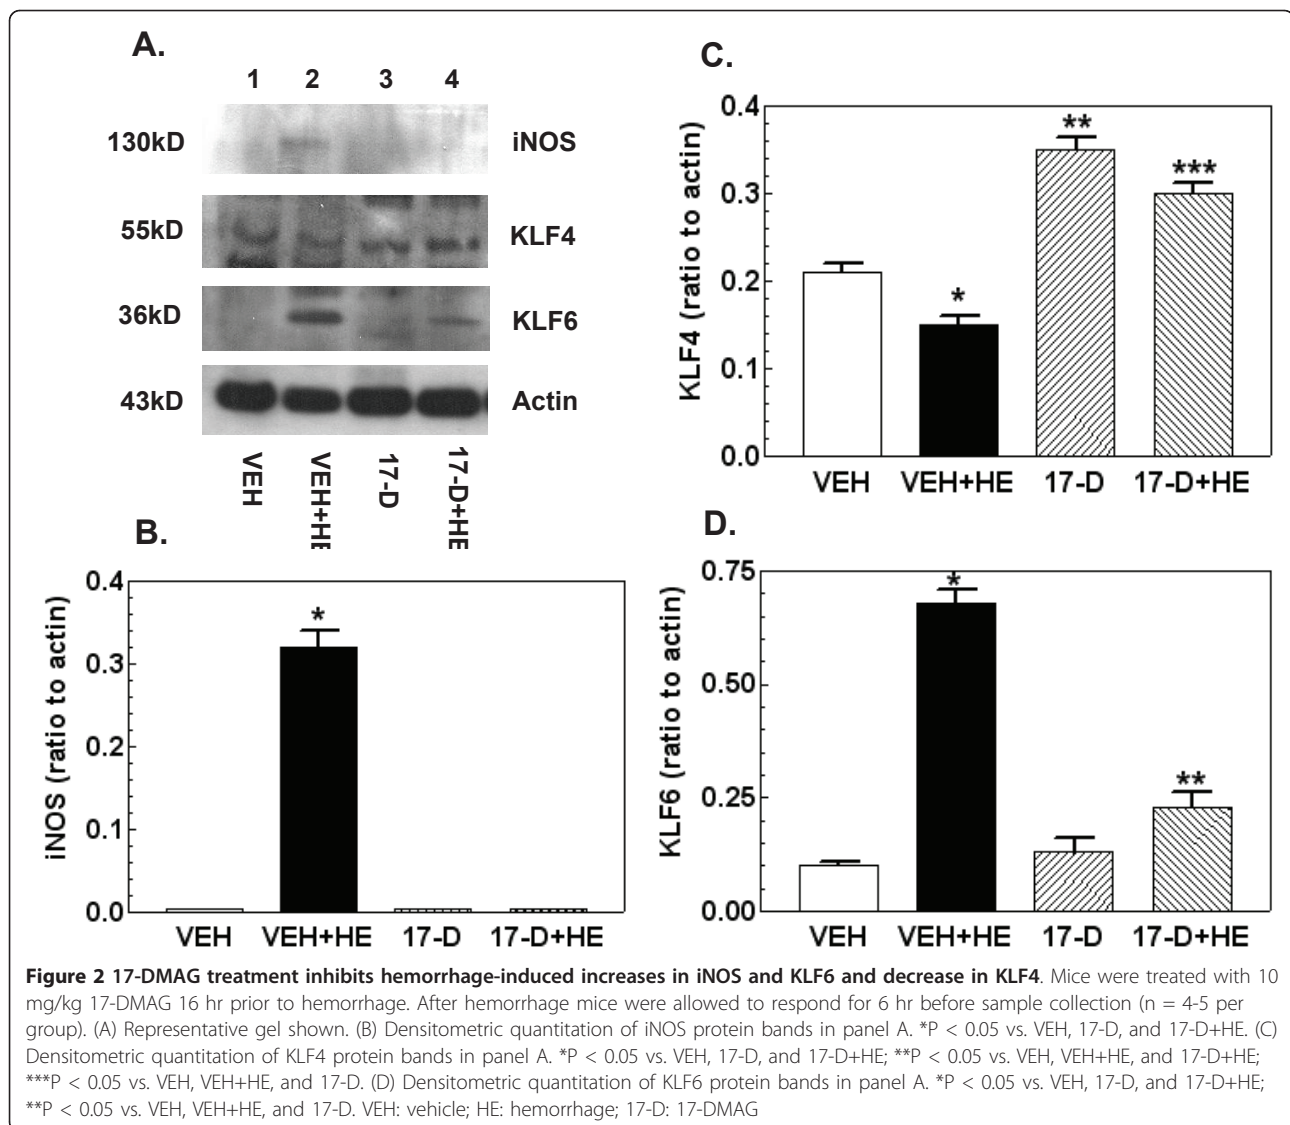 A.
1 2 3 4
130kD iNOS
55kD KLF4
36kD KLF6
43kD Actin
VEH VEH+HE 17-D 17-D+HE
B.
iNOS (ratio to actin)
0.4
0.3
0.2
0.1
0.0
*
VEH VEH+HE 17-D 17-D+HE
C.
KLF4 (ratio to actin)
0.4
0.3
0.2
0.1
0.0
* ** ***
VEH VEH+HE 17-D 17-D+HE
D.
KLF6 (ratio to actin)
0.75
0.50
0.25
0.00
* **
VEH VEH+HE 17-D 17-D+HE
Figure 2 17-DMAG treatment inhibits hemorrhage-induced increases in iNOS and KLF6 and decrease in KLF4. Mice were treated with 10
mg/kg 17-DMAG 16 hr prior to hemorrhage. After hemorrhage mice were allowed to respond for 6 hr before sample collection (n = 4-5 per
group). (A) Representative gel shown. (B) Densitometric quantitation of iNOS protein bands in panel A. *P < 0.05 vs. VEH, 17-D, and 17-D+HE. (C)
Densitometric quantitation of KLF4 protein bands in panel A. *P < 0.05 vs. VEH, 17-D, and 17-D+HE; **P < 0.05 vs. VEH, VEH+HE, and 17-D+HE;
***P < 0.05 vs. VEH, VEH+HE, and 17-D. (D) Densitometric quantitation of KLF6 protein bands in panel A. *P < 0.05 vs. VEH, 17-D, and 17-D+HE;
**P < 0.05 vs. VEH, VEH+HE, and 17-D. VEH: vehicle; HE: hemorrhage; 17-D: 17-DMAG